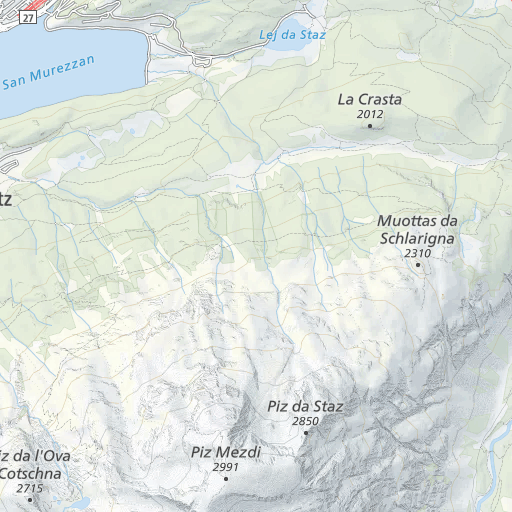 27
Lej da Staz
San Murezzan
La Crasta
2012
tz
Muottas da
Schlarigna
2310
Piz da Staz
2850
Piz Mezdi
2991
iz da l'Ova
Cotschna
2715